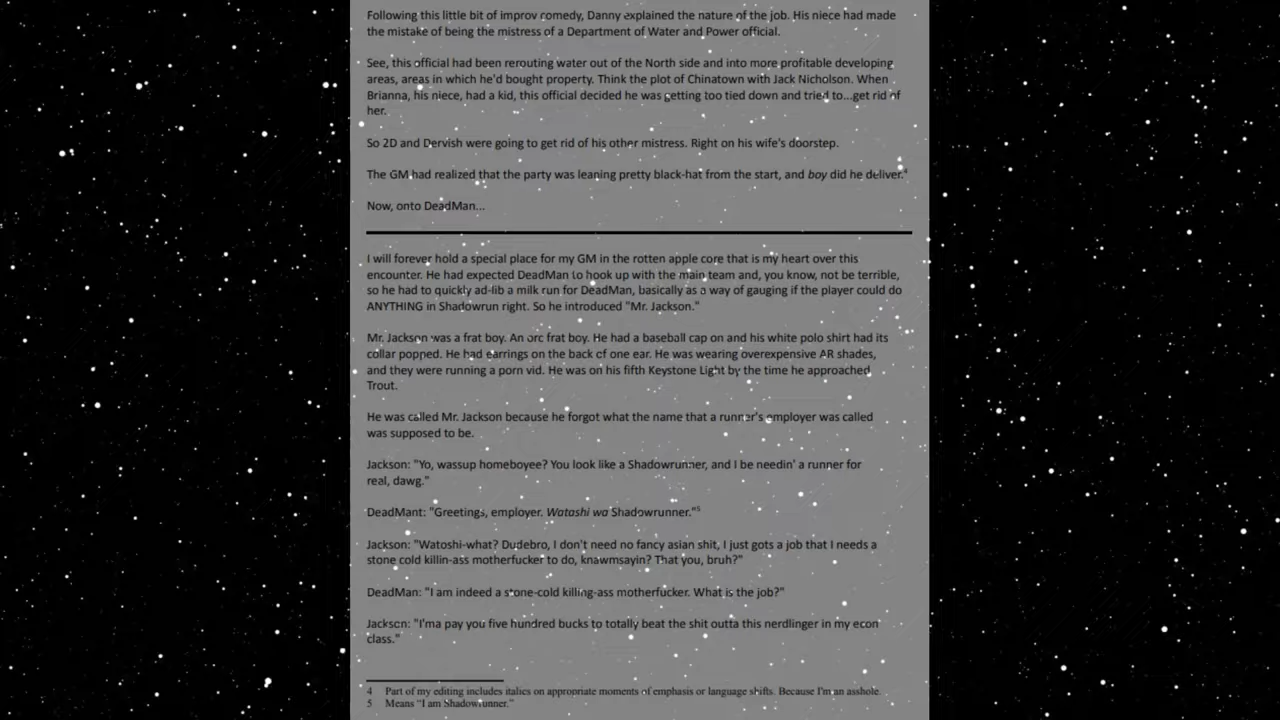 Following this little bit of improv comedy, Danny explained the nature of the job. His niece had made
the mistake of being the mistress of a Department of Water and Power official.
See, this official had been rerouting water out of the North side and into more profitable developing
areas, areas in which he'd bought property. Think the plot of Chinatown with Jack Nicholson. When
Brianna, his niece, had a kid, this official decided he was getting too tied down and tried to...get rid of
her.
So 2D and Dervish were going to get rid of his other mistress. Right on his wife's doorstep.
The GM had realized that the party was leaning pretty black-hat from the start, and boy did he deliver.4
Now, onto DeadMan...
I will forever hold a special place for my GM in the rotten apple core that is my heart over this
encounter. He had expected DeadMan to hook up with the main team and, you know, not be terrible,
so he had to quickly ad-lib a milk run for DeadMan, basically as a way of gauging if the player could do
ANYTHING in Shadowrun right. So he introduced "Mr. Jackson."
Mr. Jackson was a frat boy. An orc frat boy. He had a baseball cap on and his white polo shirt had its
collar popped. He had earrings on the back of one ear. He was wearing overexpensive AR shades,
and they were running a porn vid. He was on his fifth Keystone Light by the time he approached
Trout.
He was called Mr. Jackson because he forgot what the name that a runner's employer was called
was supposed to be.
Jackson: "Yo, wassup homeboyee? You look like a Shadowrunner, and I be needin' a runner for
real, dawg."
DeadMant: "Greetings, employer. Watashi wa Shadowrunner."5
Jackson: "Watoshi-what? Dudebro, I don't need no fancy asian shit, I just gots a job that I needs a
stone cold killin-ass motherfucker to do, knawmsayin? That you, bruh?"
DeadMan: "I am indeed a stone-cold killing-ass motherfucker. What is the job?"
Jackson: "I'ma pay you five hundred bucks to totally beat the shit outta this nerdlinger in my econ
class."
4 Part of my editing includes italics on appropriate moments of emphasis or language shifts. Because I'm an asshole.
5 Means "I am Shadowrunner."